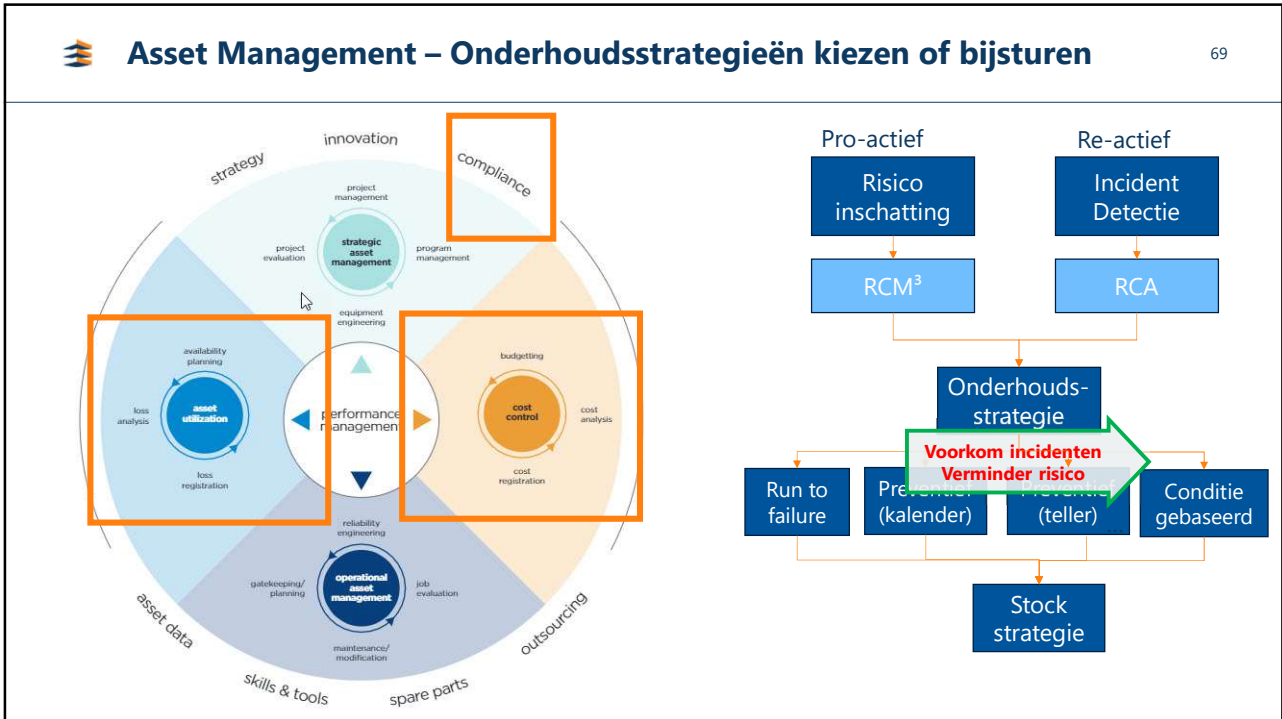 Asset Management – Onderhoudsstrategieën kiezen of bijsturen
69
innovation
strategy
compliance
project
management
project
evaluation
strategic
asset
management
program
management
equipment
engineering
availability
planning
loss
analysis
asset
utilization
loss
registration
performance
management
budgetting
cost
control
cost
analysis
cost
registration
reliability
engineering
gatekeeping/
planning
operational
asset
management
job
evaluation
maintenance/
modification
asset data
skills & tools
spare parts
outsourcing
Pro-actief
Re-actief
Risico
inschatting
Incident
Detectie
RCM³
RCA
Onderhouds-
strategie
Voorkom incidenten
Verminder risico
Run to
failure
Preventief
(kalender)
Preventief
(teller)
...
Conditie
gebaseerd
Stock
strategie